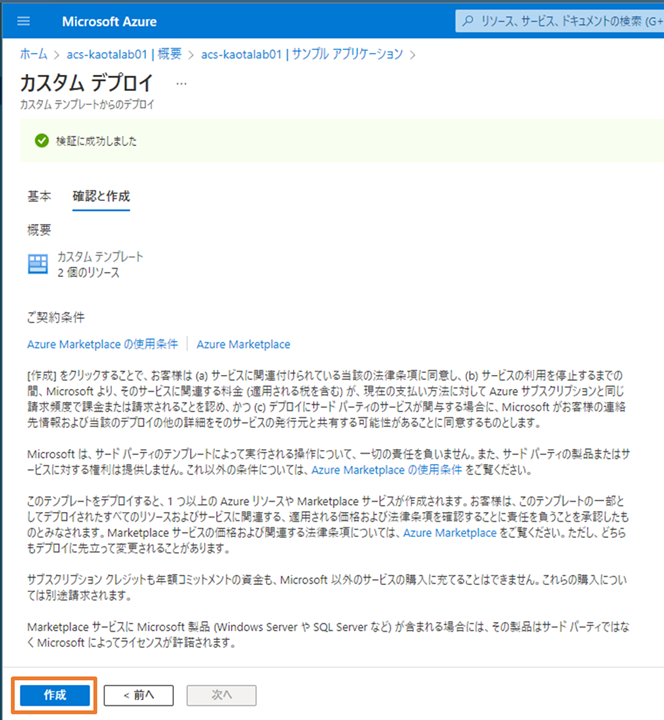 Microsoft Azure
リソース、サービス、ドキュメントの検索 (G+
ホーム > acs-kaotalab01 | 概要 > acs-kaotalab01 | サンプル アプリケーション >
カスタム デプロイ ...
カスタム テンプレートからのデプロイ
検証に成功しました
基本 確認と作成
概要
カスタム テンプレート
2 個のリソース
ご契約条件
Azure Marketplace の使用条件 | Azure Marketplace
[作成] をクリックすることで、お客様は (a) サービスに関連付けられている当該の法律条項に同意し、(b) サービスの利用を停止するまでの
間、Microsoft より、そのサービスに関連する料金 (適用される税を含む) が、現在の支払い方法に対して Azure サブスクリプションと同じ
請求頻度で課金または請求されることを認め、かつ (c) デプロイにサード パーティのサービスが関与する場合に、Microsoft がお客様の連絡
先情報および当該のデプロイの他の詳細をそのサービスの発行元と共有する可能性があることに同意するものとします。
Microsoft は、サード パーティのテンプレートによって実行される操作について、一切の責任を負いません。また、サード パーティの製品またはサ
ービスに対する権利は提供しません。これ以外の条件については、Azure Marketplace の使用条件 をご覧ください。
このテンプレートをデプロイすると、1 つ以上の Azure リソースや Marketplace サービスが作成されます。お客様は、このテンプレートの一部と
してデプロイされたすべてのリソースおよびサービスに関連する、適用される価格および法律条項を確認することに責任を負うことを承認したも
のとみなされます。Marketplace サービスの価格および関連する法律条項については、Azure Marketplace をご覧ください。ただし、どちら
もデプロイに先立って変更されることがあります。
サブスクリプション クレジットも年額コミットメントの資金も、Microsoft 以外のサービスの購入に充てることはできません。これらの購入につい
ては別途請求されます。
Marketplace サービスに Microsoft 製品 (Windows Server や SQL Server など) が含まれる場合には、その製品はサード パーティではな
く Microsoft によってライセンスが許諾されます。
作成 < 前へ 次へ